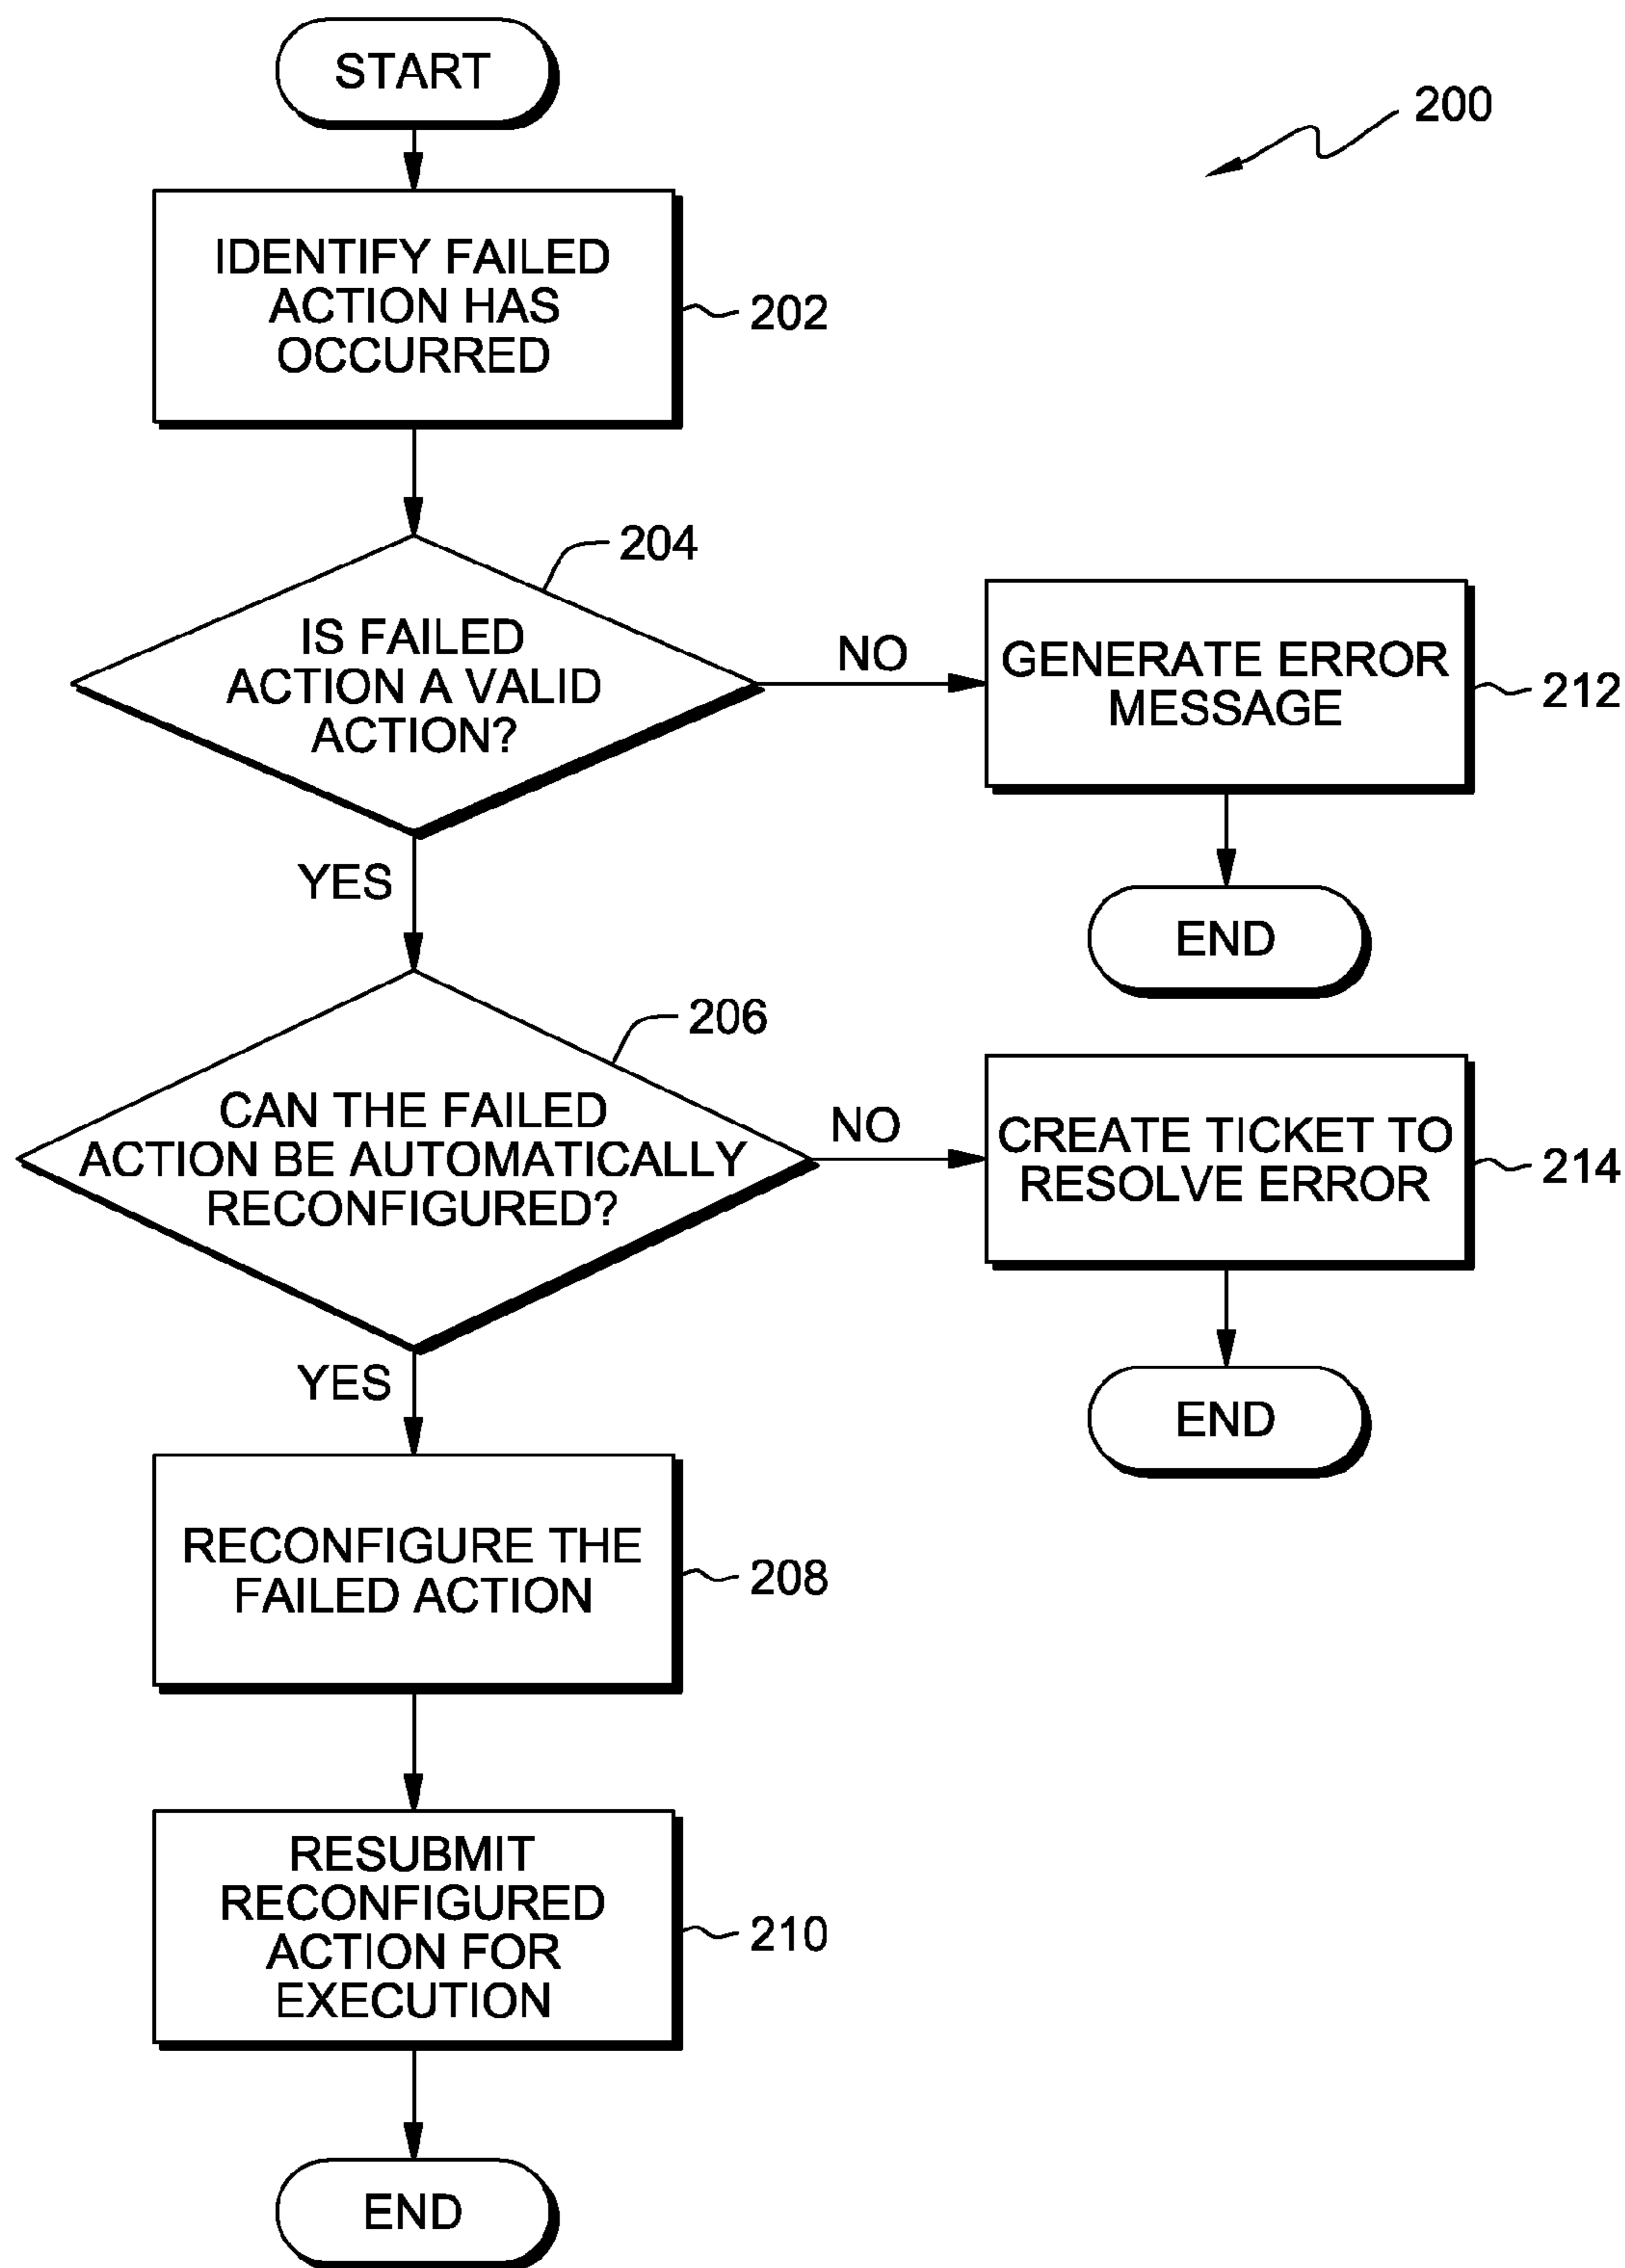 START
200
IDENTIFY FAILED
ACTION HAS
OCCURRED
202
204
IS FAILED
ACTION A VALID
ACTION?
NO
GENERATE ERROR
MESSAGE
212
YES
END
206
CAN THE FAILED
ACTION BE AUTOMATICALLY
RECONFIGURED?
NO
CREATE TICKET TO
RESOLVE ERROR
214
YES
END
RECONFIGURE THE
FAILED ACTION
208
RESUBMIT
RECONFIGURED
ACTION FOR
EXECUTION
210
END